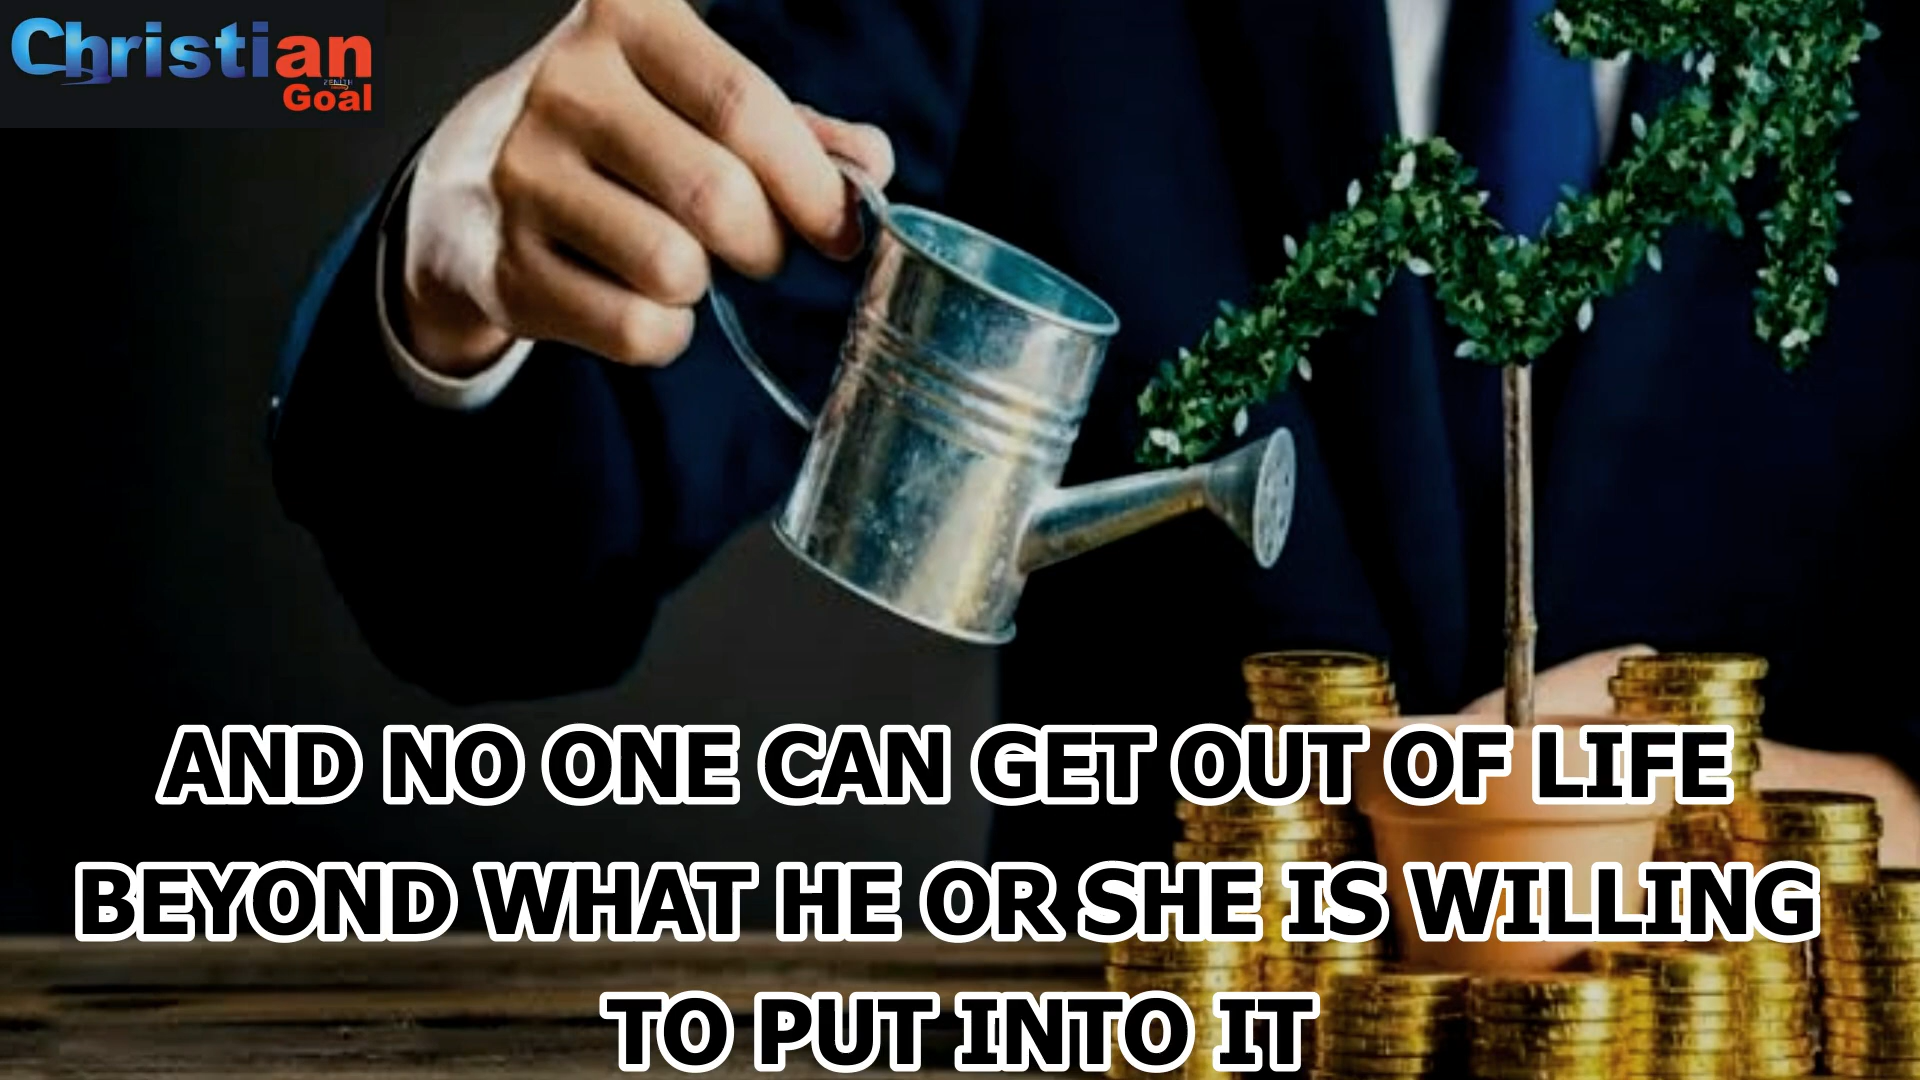 Christian
ZENITH
Goal
AND NO ONE CAN GET OUT OF LIFE
BEYOND WHAT HE OR SHE IS WILLING
TO PUT INTO IT